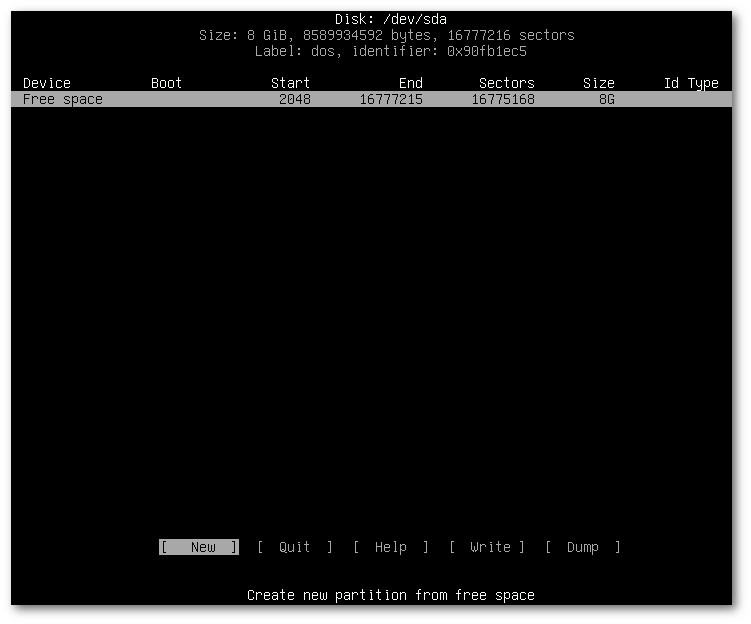 Disk: /dev/sda
Size: 8 GiB, 8589934592 bytes, 16777216 sectors
Label: dos, identifier: 0x90fb1ec5
Device Boot Start End Sectors Size Id Type
Free space 2048 16777215 16775168 8G
[ New ] [ Quit ] [ Help ] [ Write ] [ Dump ]
Create new partition from free space